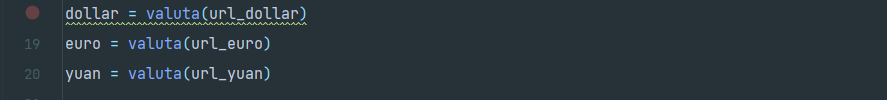 dollar = valuta(url_dollar)
19 euro = valuta(url_euro)
20 yuan = valuta(url_yuan)